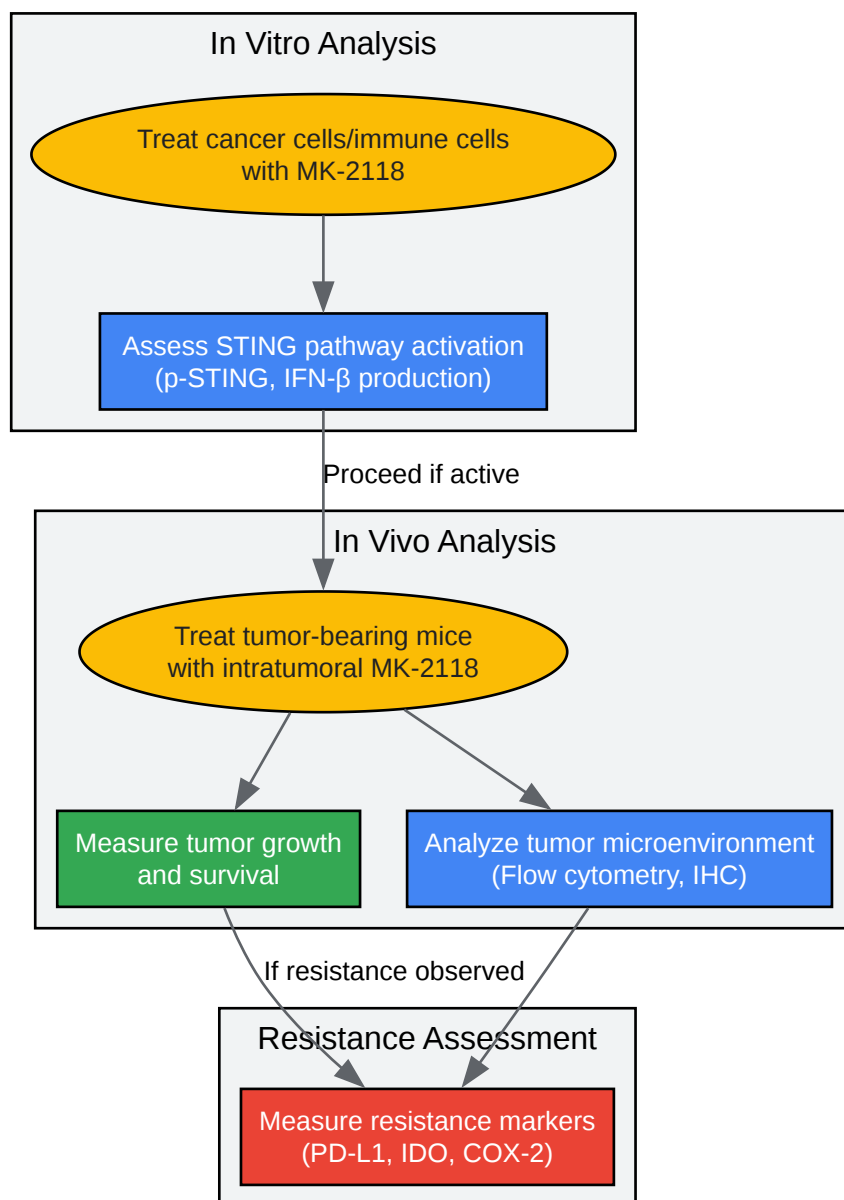 In Vitro Analysis
Treat cancer cells/immune cells
with MK-2118
Assess STING pathway activation
(p-STING, IFN-β production)
Proceed if active
In Vivo Analysis
Treat tumor-bearing mice
with intratumoral MK-2118
Measure tumor growth
and survival
Analyze tumor microenvironment
(Flow cytometry, IHC)
If resistance observed
Resistance Assessment
Measure resistance markers
(PD-L1, IDO, COX-2)